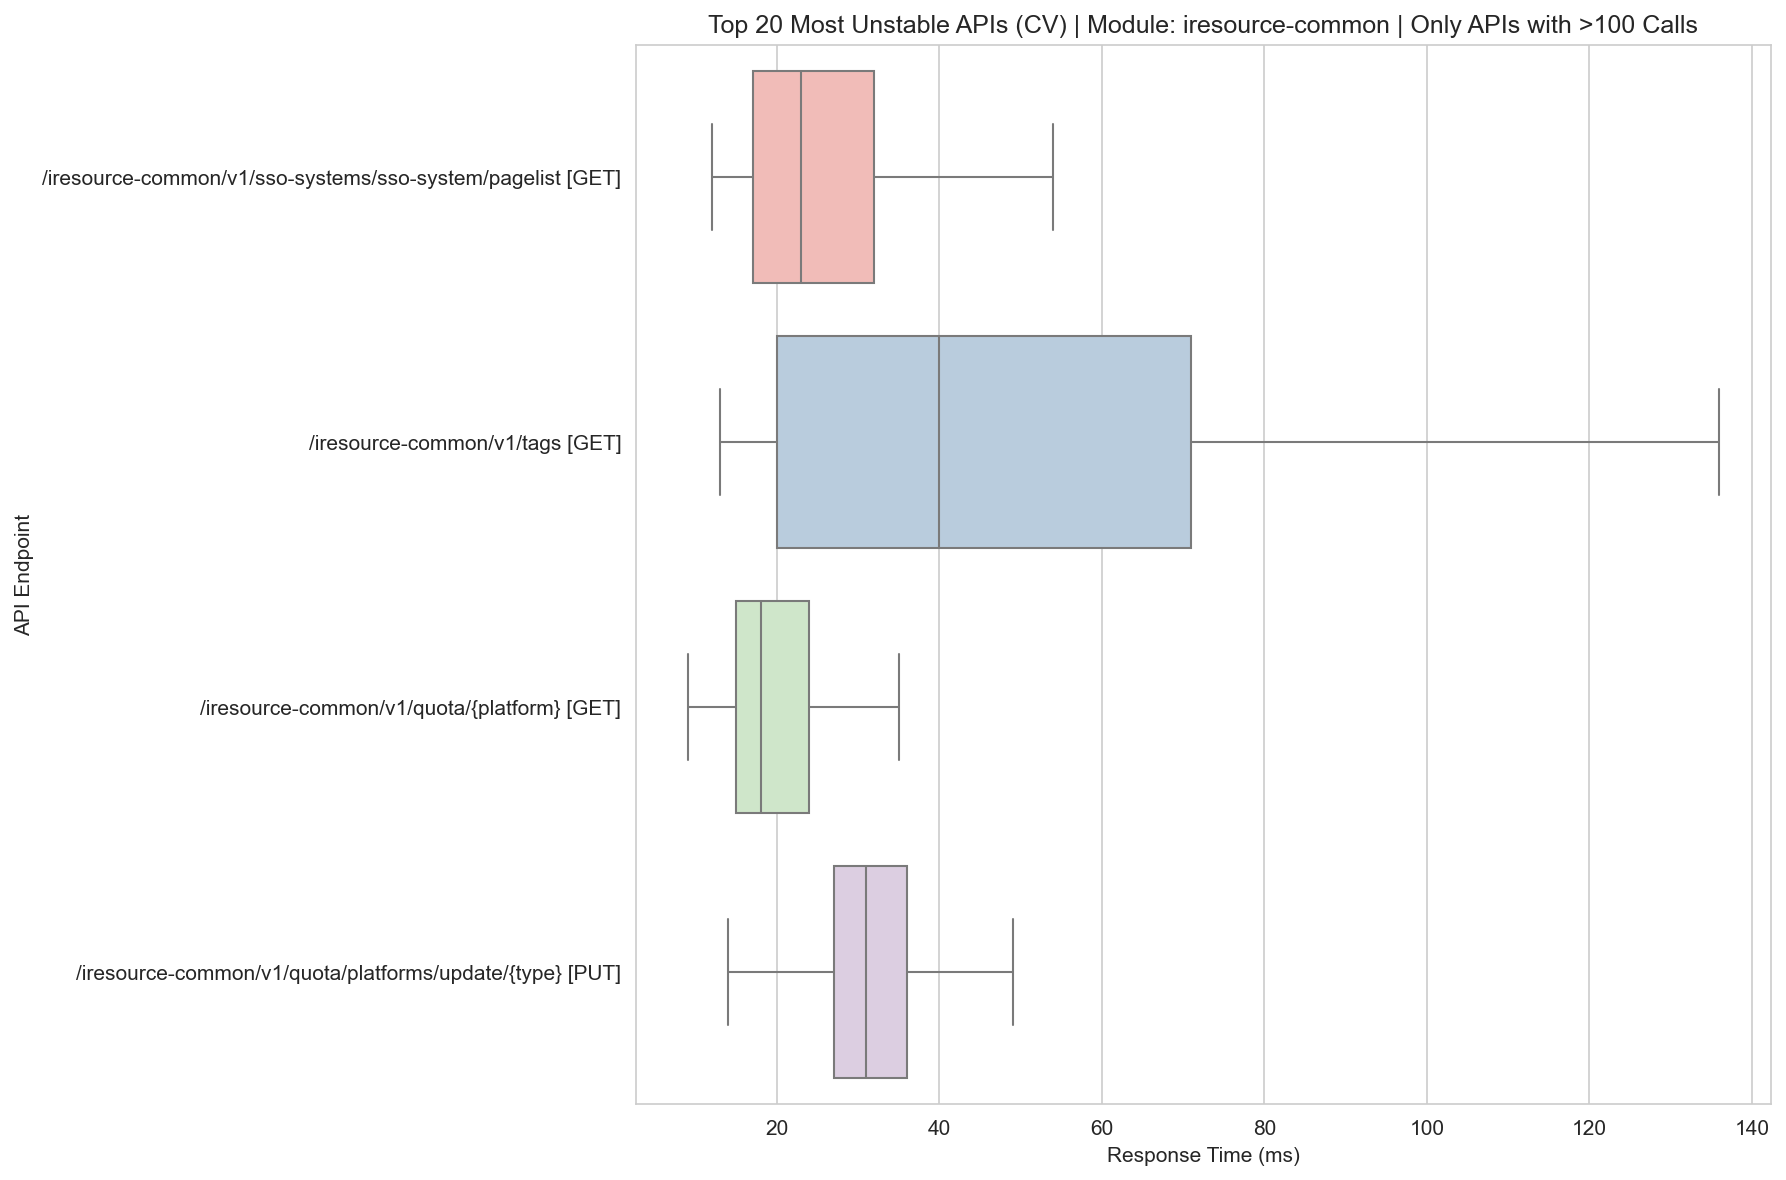 Top 20 Most Unstable APIs (CV) | Module: iresource-common | Only APIs with >100 Calls
API Endpoint
/iresource-common/v1/sso-systems/sso-system/pagelist [GET]
/iresource-common/v1/tags [GET]
/iresource-common/v1/quota/{platform} [GET]
/iresource-common/v1/quota/platforms/update/{type} [PUT]
20 40 60 80 100 120 140
Response Time (ms)